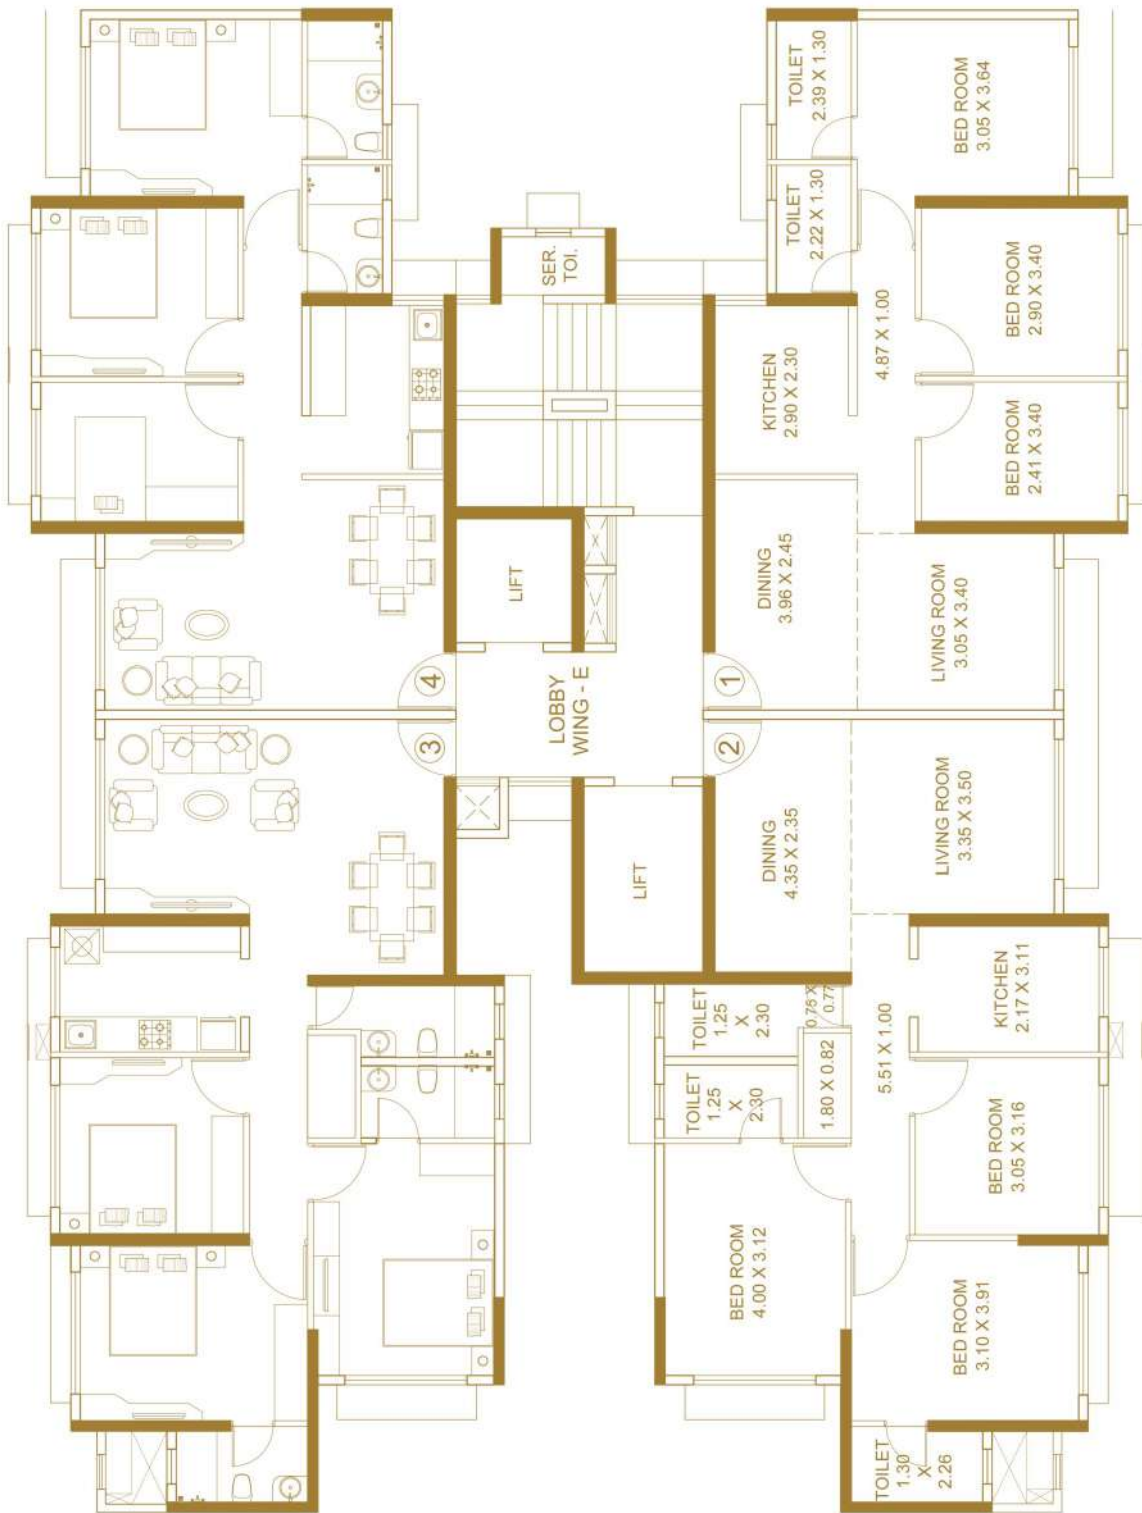 TOILET
2.39 X 1.30
BED ROOM
3.05 X 3.64
TOILET
2.22 X 1.30
SER.
TOI.
BED ROOM
2.90 X 3.40
4.87 X 1.00
KITCHEN
2.90 X 2.30
BED ROOM
2.41 X 3.40
LIFT
DINING
3.96 X 2.45
LIVING ROOM
3.05 X 3.40
4
1
LOBBY
WING - E
3
2
LIFT
DINING
4.35 X 2.35
LIVING ROOM
3.35 X 3.50
TOILET
1.25
X
2.30
0.76 X
0.77
KITCHEN
2.17 X 3.11
5.51 X 1.00
TOILET
1.25
X
2.30
1.80 X 0.82
BED ROOM
3.05 X 3.16
BED ROOM
4.00 X 3.12
BED ROOM
3.10 X 3.91
TOILET
1.30
X
2.26